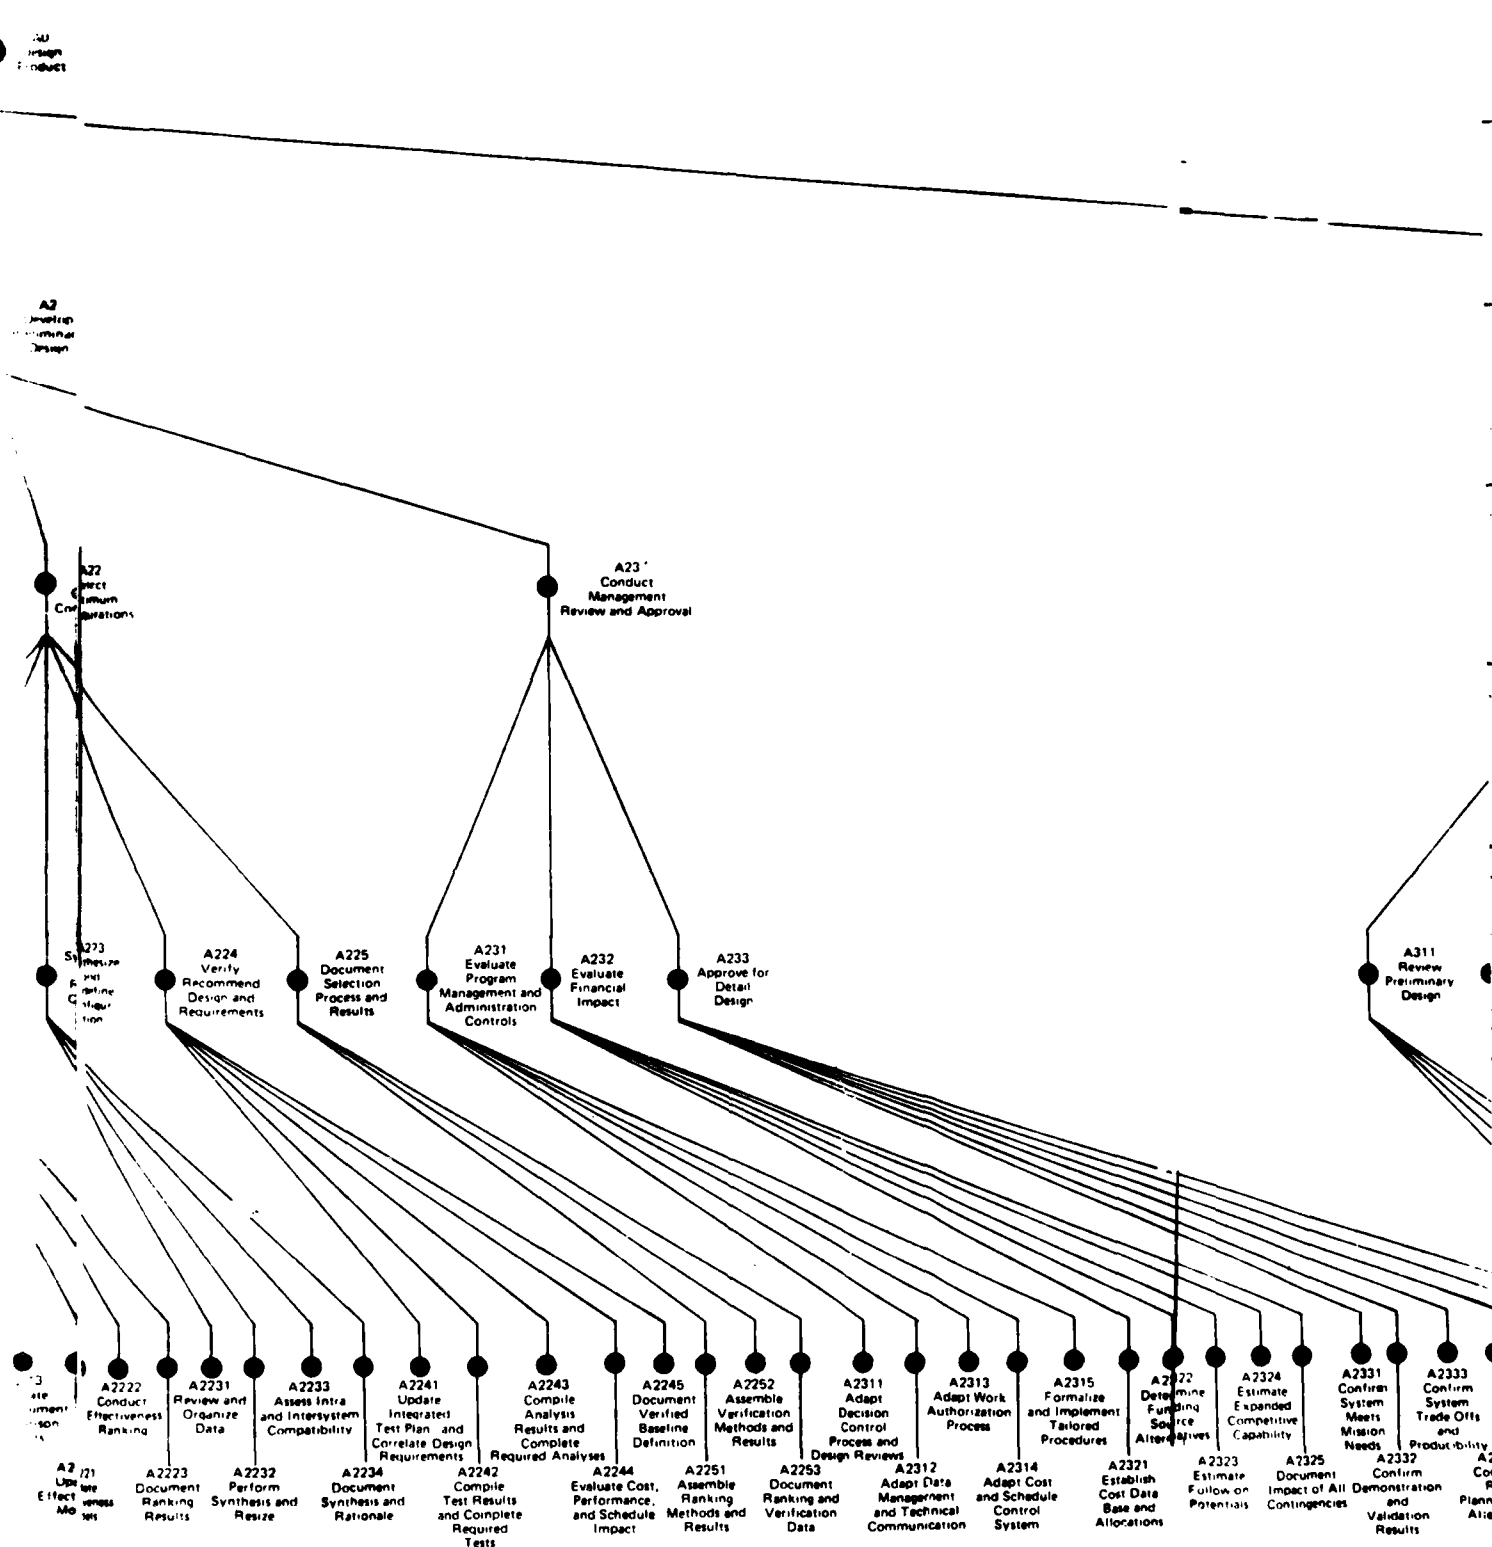 Product
A2
Design
A22
A23
Conduct
Management
Review and Approval
A224
Verify
Recommend
Design and
Requirements
A225
Document
Selection
Process and
Results
A231
Evaluate
Program
Management and
Administration
Controls
A232
Evaluate
Financial
Impact
A233
Approve for
Detail
Design
A311
Review
Preliminary
Design
A2222
Conduct
Effectiveness
Ranking
A2231
Review and
Organize
Data
A2233
Assess Intra
and Intersystem
Compatibility
A2241
Update
Integrated
Test Plan and
Correlate Design
Requirements
A2243
Compile
Analysis
Results and
Complete
Required Analyses
A2245
Document
Verified
Baseline
Definition
A2252
Assemble
Verification
Methods and
Results
A2311
Adapt
Decision
Control
Process and
Design Reviews
A2313
Adapt Work
Authorization
Process
A2315
Formalize
and Implement
Tailored
Procedures
A2322
Determine
Funding
Source
Alternatives
A2324
Estimate
Expanded
Competitive
Capability
A2331
Confirm
System
Meets
Mission
Needs
A2333
Confirm
System
Trade Offs
and
Producibility
A2223
Document
Ranking
Results
A2232
Perform
Synthesis and
Resize
A2234
Document
Synthesis and
Rationale
A2242
Compile
Test Results
and Complete
Required
Tests
A2244
Evaluate Cost,
Performance,
and Schedule
Impact
A2251
Assemble
Ranking
Methods and
Results
A2253
Document
Ranking and
Verification
Data
A2312
Adapt Data
Management
and Technical
Communication
A2314
Adapt Cost
and Schedule
Control
System
A2321
Establish
Cost Data
Base and
Allocations
A2323
Estimate
Follow on
Potentials
A2325
Document
Impact of All
Contingencies
A2332
Confirm
Demonstration
and
Validation
Results